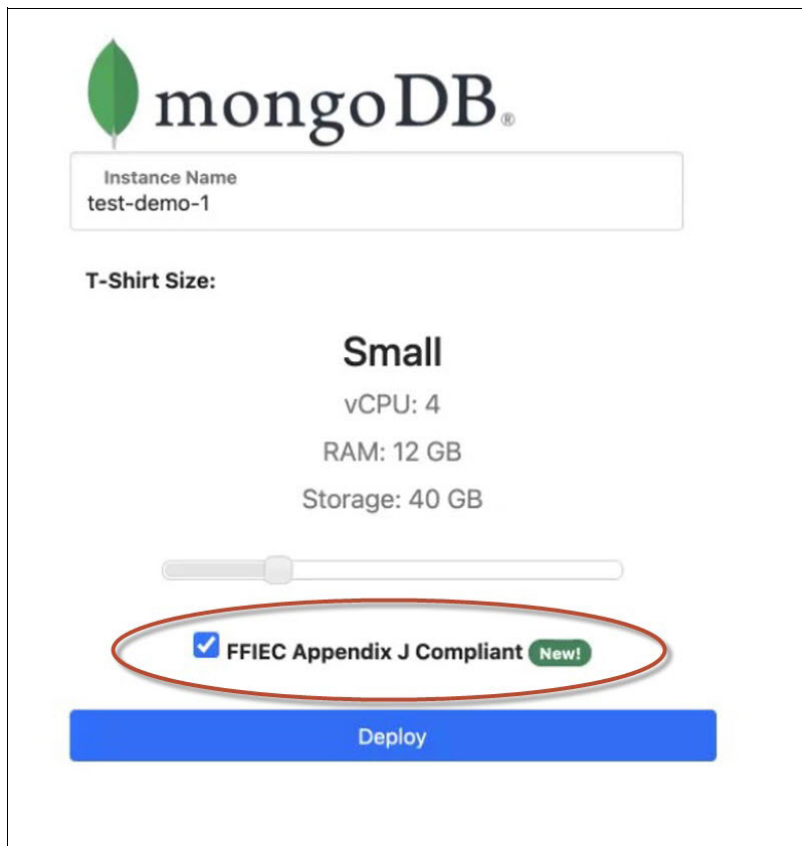 mongoDB®
Instance Name
test-demo-1
T-Shirt Size:
Small
vCPU: 4
RAM: 12 GB
Storage: 40 GB
FFIEC Appendix J Compliant New!
Deploy